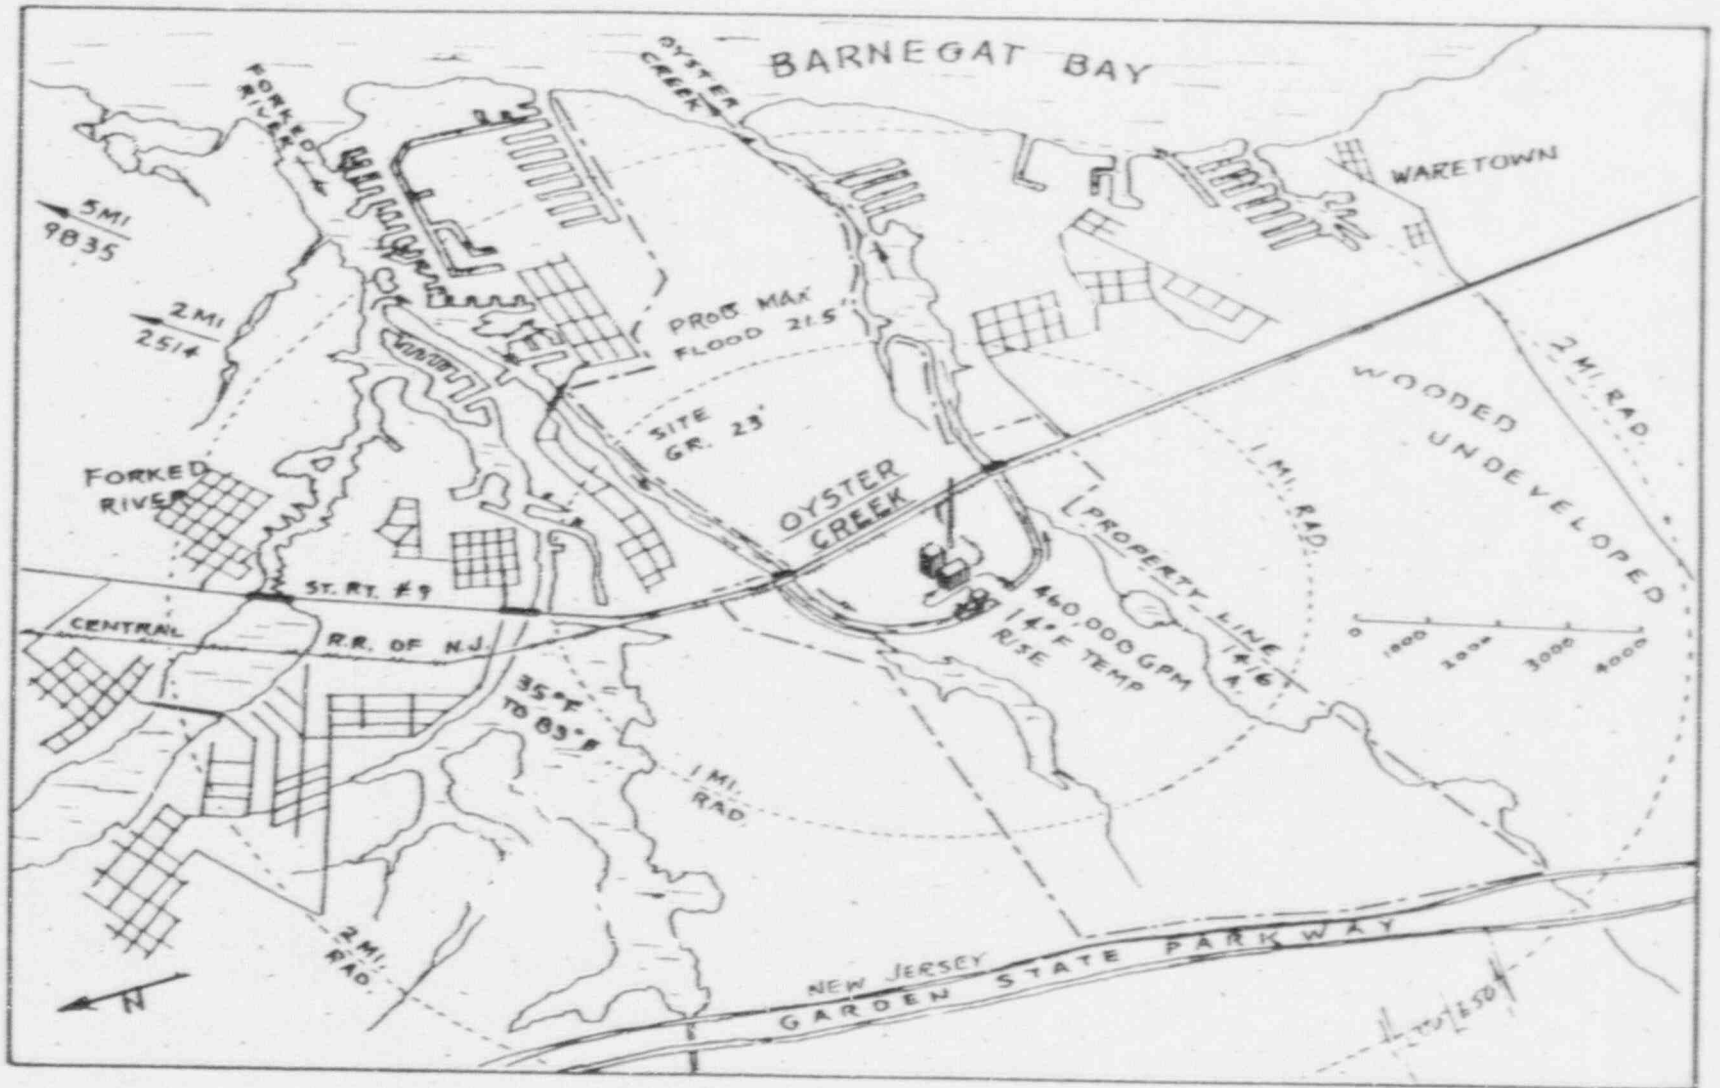 BARNEGAT BAY
OYSTER
CREEK
FORKED
RIVER
WARETOWN
5 MI
9835
2 MI
2514
PROB MAX
FLOOD 21.5'
2 MI. RAD.
WOODED
UNDEVELOPED
SITE
GR. 23'
FORKED
RIVER
OYSTER
CREEK
1 MI. RAD.
PROPERTY LINE
1416
A.
ST. RT. #9
460,000 GPM
14°F TEMP
RISE
0 1000 2000 3000 4000
CENTRAL R.R. OF N.J.
35°F
TO 83°F
1 MI.
RAD.
2 MI.
RAD.
N
NEW JERSEY
GARDEN STATE PARKWAY